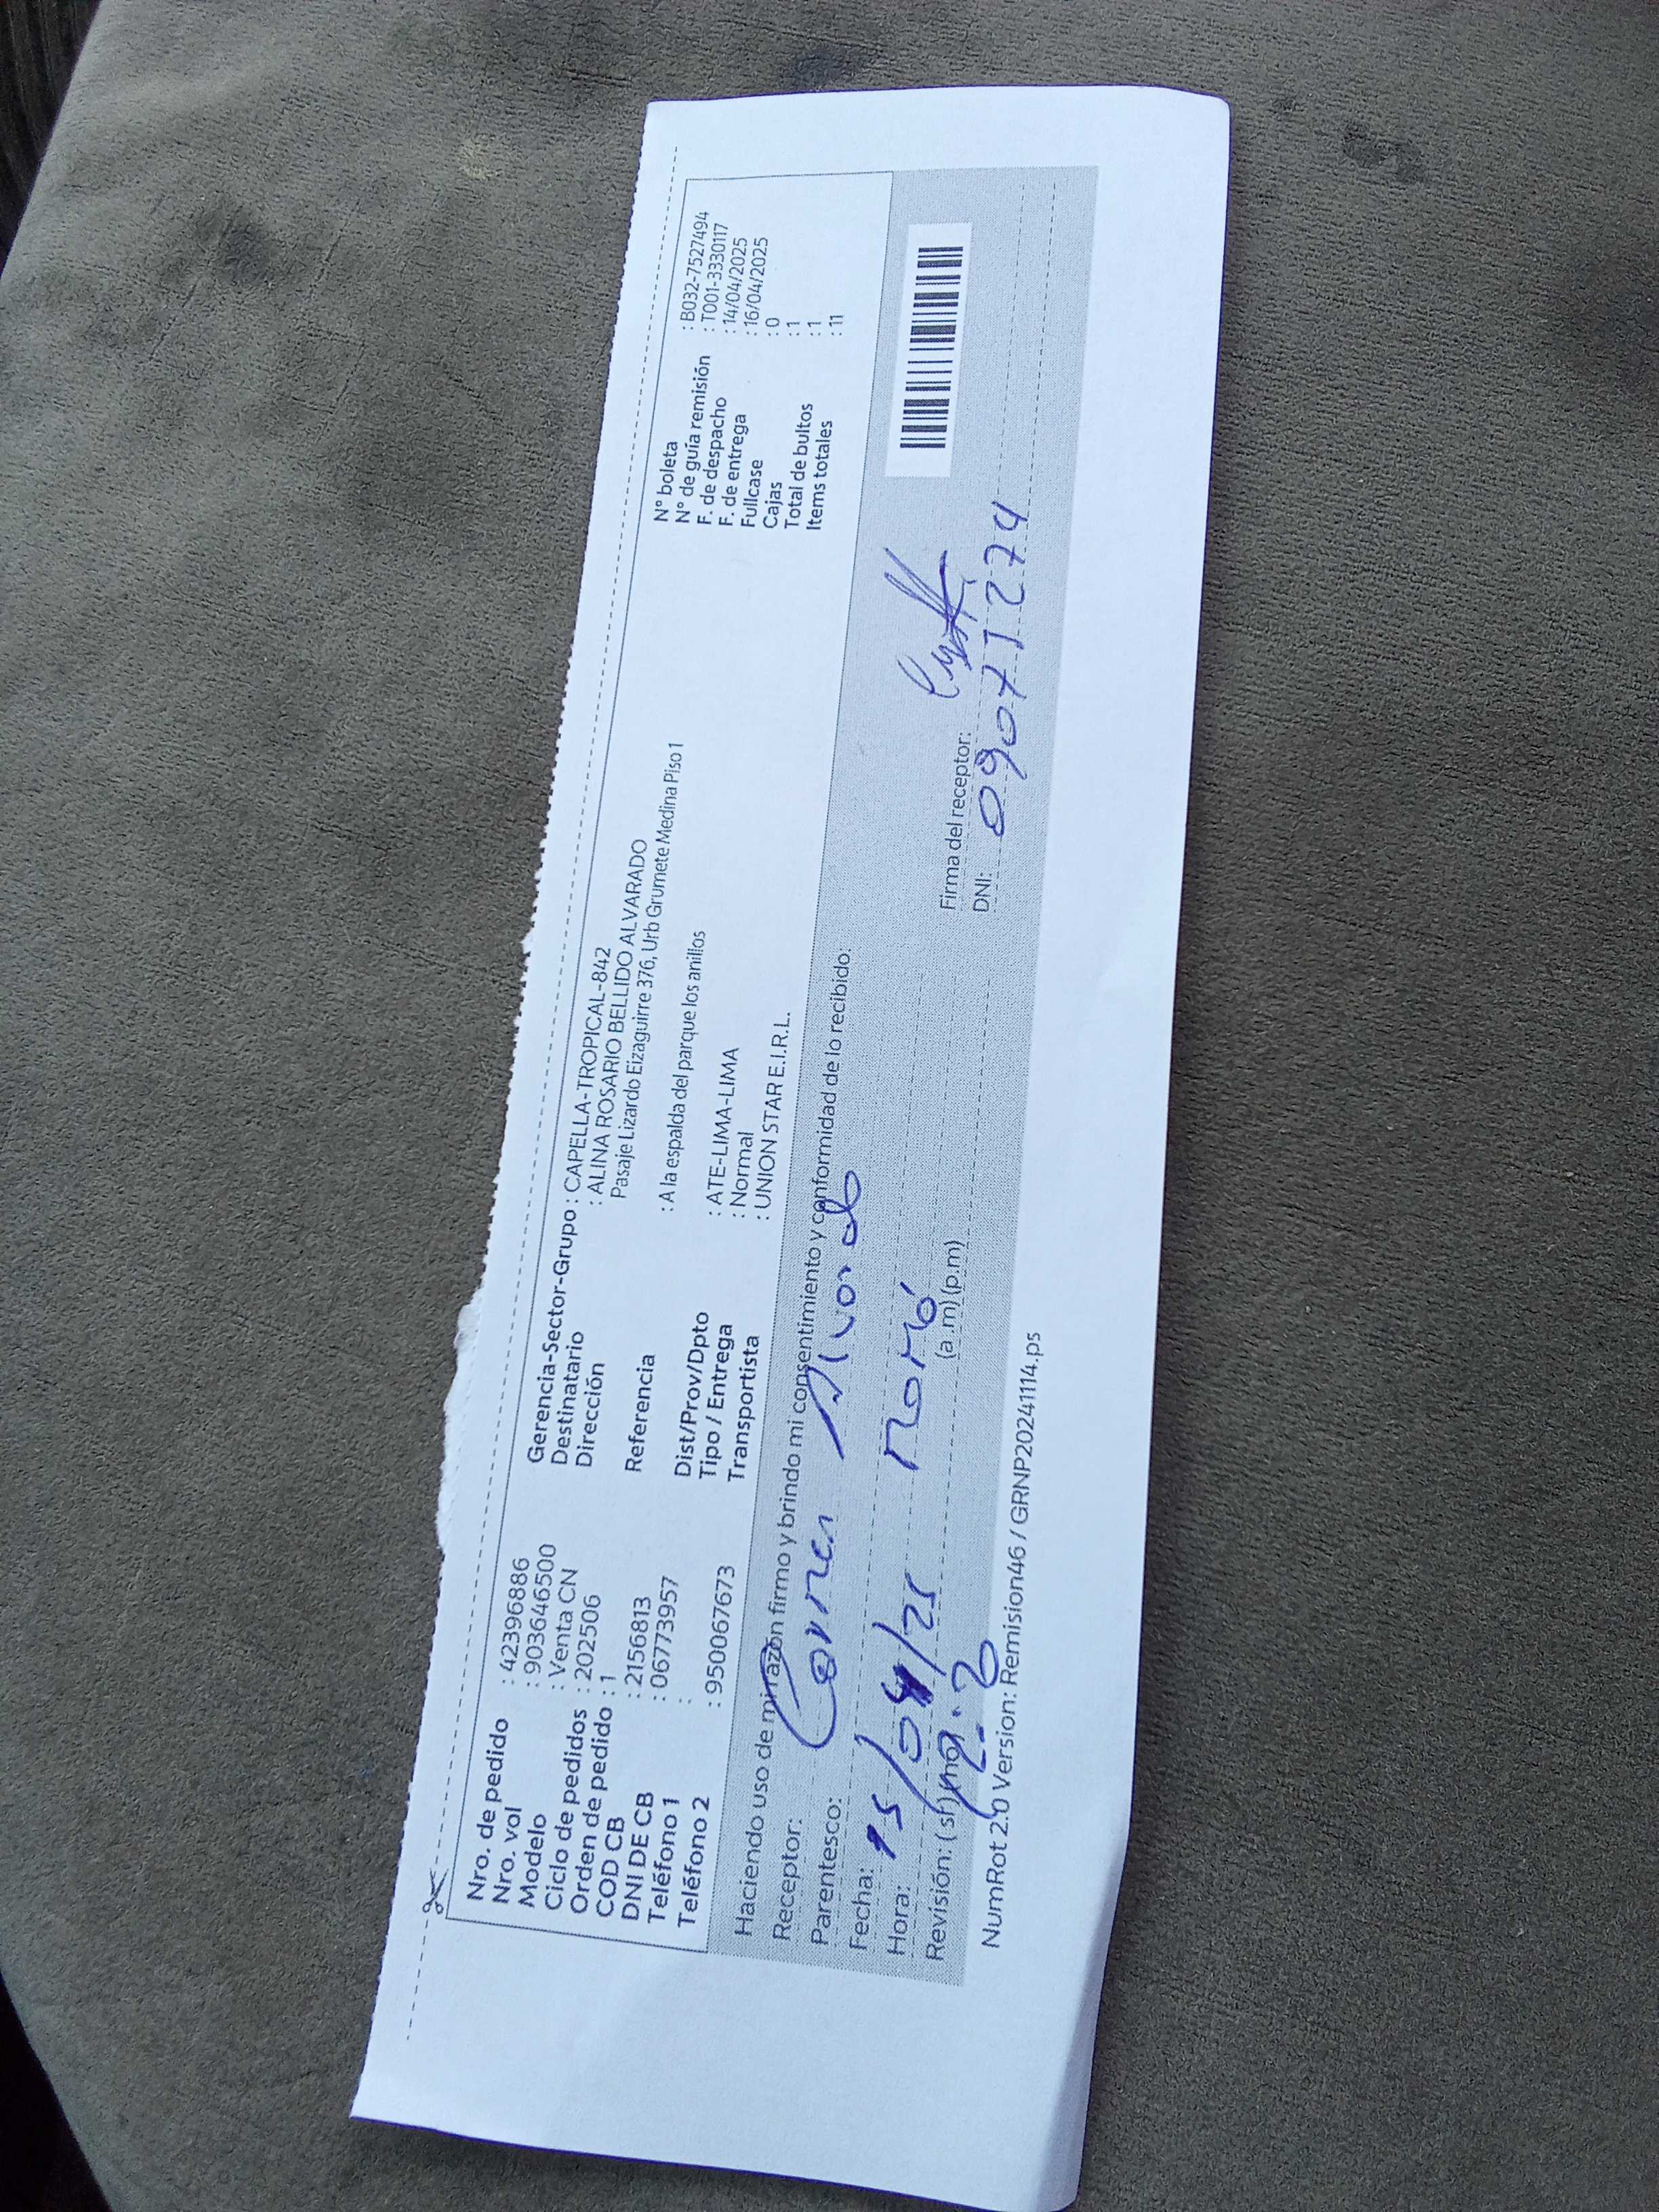 Nro. de pedido : 42396886
Nro. vol : 903646500
Modelo : Venta CN
Ciclo de pedidos : 202506
Orden de pedido : 1
COD CB : 2156813
DNI DE CB : 06773957
Teléfono 1 :
Teléfono 2 : 950067673
Gerencia-Sector-Grupo : CAPELLA-TROPICAL-842
Destinatario : ALINA ROSARIO BELLIDO ALVARADO
Dirección Pasaje Lizardo Eizaguirre 376, Urb Grumete Medina Piso 1
Referencia : A la espalda del parque los anillos
Dist/Prov/Dpto : ATE-LIMA-LIMA
Tipo / Entrega : Normal
Transportista : UNION STAR E.I.R.L.
N° boleta : B032-7527494
N° de guía remisión : T001-3330117
F. de despacho : 14/04/2025
F. de entrega : 16/04/2025
Fullcase : 0
Cajas : 1
Total de bultos : 1
Items totales : 11
Haciendo uso de mi razón firmo y brindo mi consentimiento y conformidad de lo recibido:
Receptor: Carmen
Parentesco:
Fecha: 15/04/25
Hora: (a.m) (p.m)
Revisión: (sh)
Firma del receptor:
DNI: 09071274
NumRot 2.0 Version: Remision46 / GRNP20241114.ps